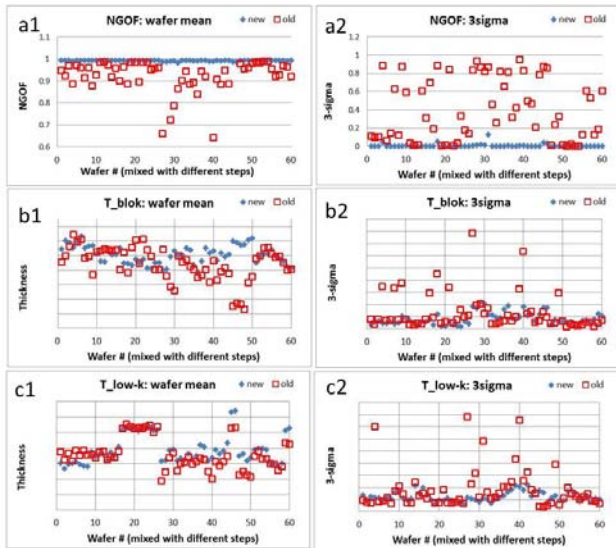 a1 NGOF: wafer mean new old
1.1
1
0.9
0.8
0.7
0.6
NGOF
0 10 20 30 40 50 60
Wafer # (mixed with different steps)
a2 NGOF: 3sigma new old
1.2
1
0.8
0.6
0.4
0.2
0
3-sigma
0 10 20 30 40 50 60
Wafer # (mixed with different steps)
b1 T_blok: wafer mean new old
Thickness
0 10 20 30 40 50 60
Wafer # (mixed with different steps)
b2 T_blok: 3sigma new old
3-sigma
0 10 20 30 40 50 60
Wafer # (mixed with different steps)
c1 T_low-k: wafer mean new old
Thickness
0 10 20 30 40 50 60
Wafer # (mixed with different steps)
c2 T_low-k: 3sigma new old
3-sigma
0 10 20 30 40 50 60
Wafer # (mixed with different steps)